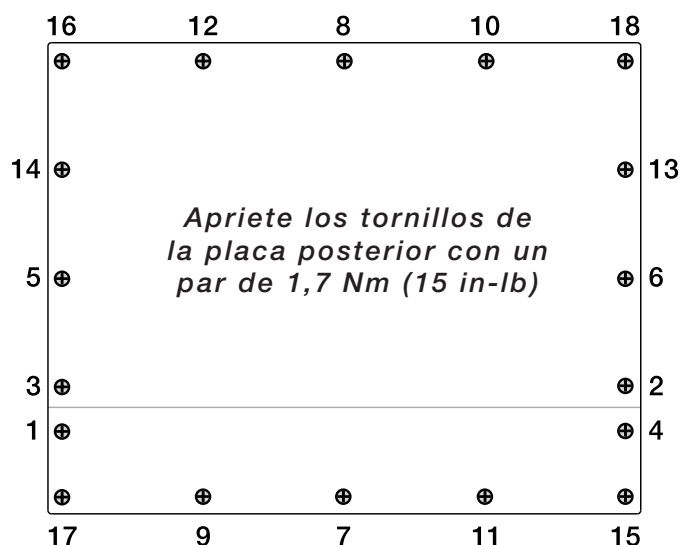 16 12 8 10 18
14 13
Apriete los tornillos de
la placa posterior con un
par de 1,7 Nm (15 in-lb)
5 6
3 2
1 4
17 9 7 11 15